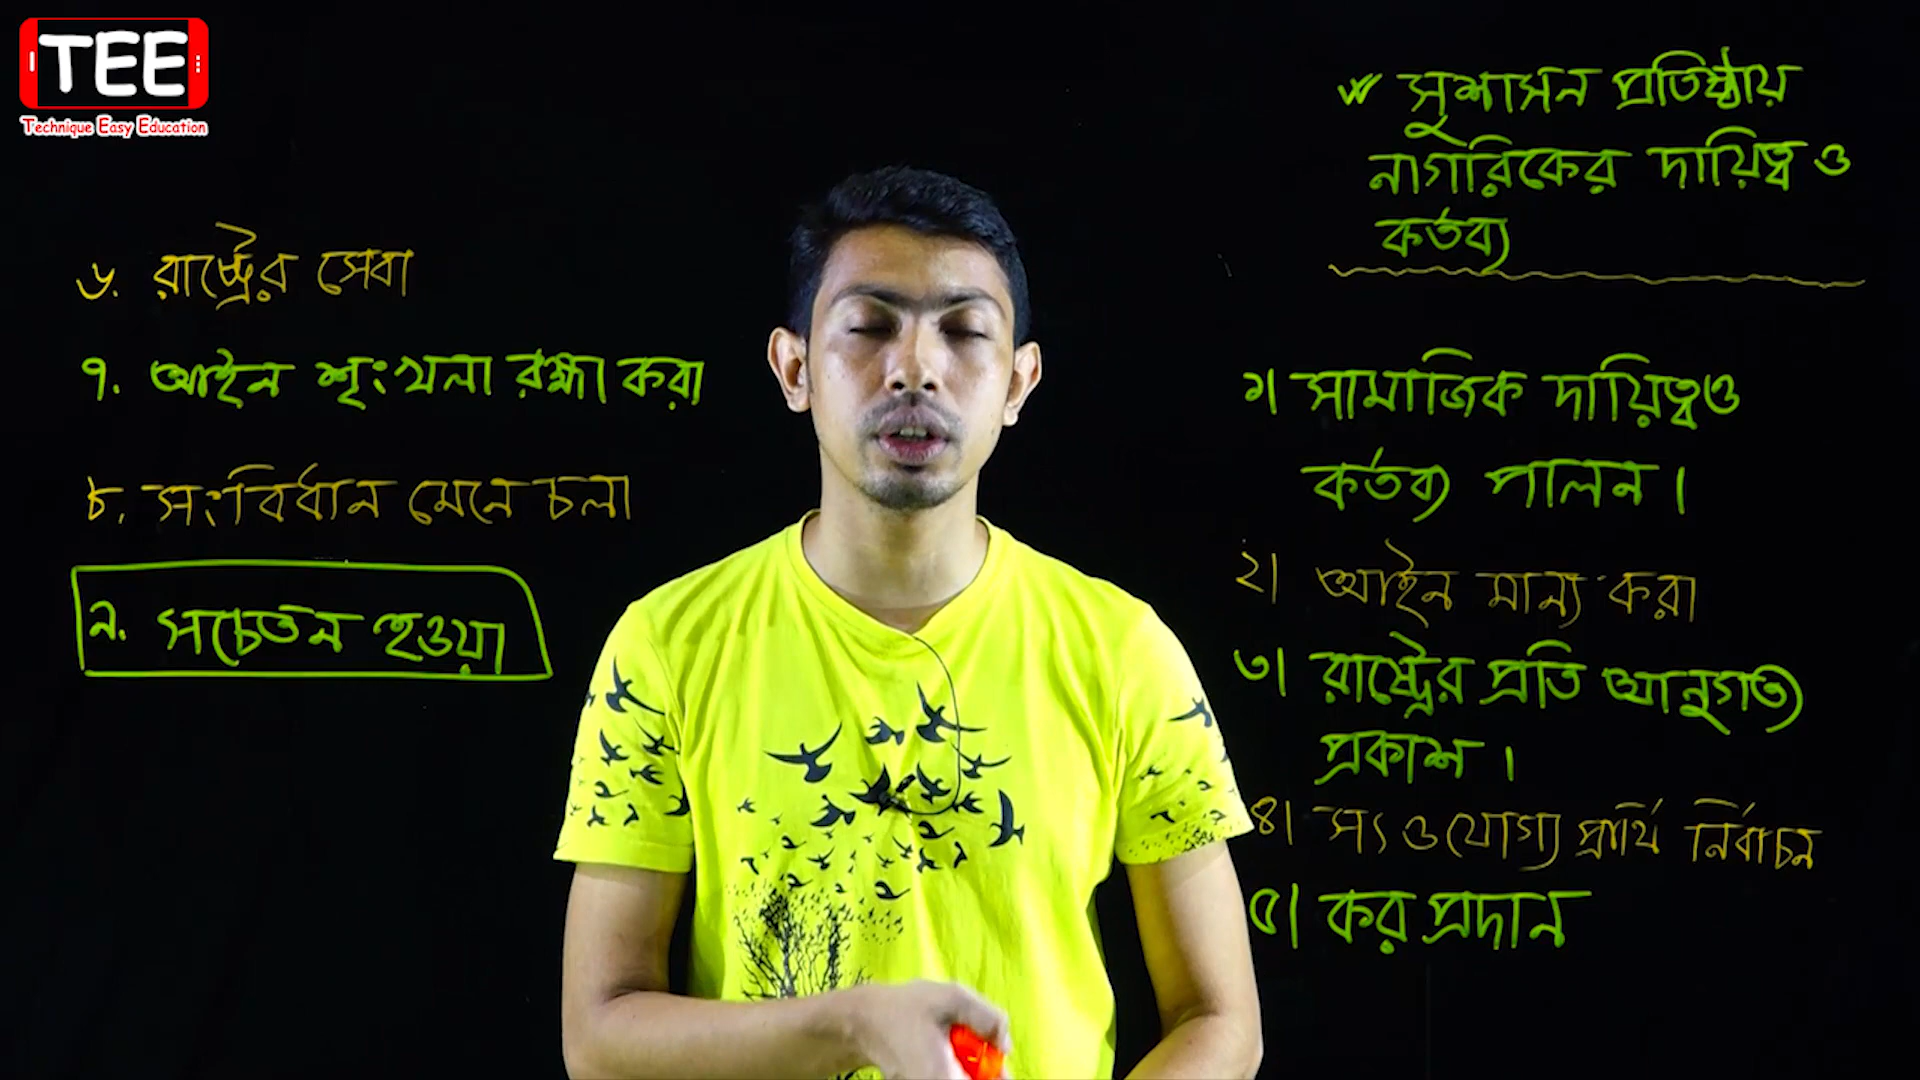 TEE
Technique Easy Education
সুশাসন প্রতিষ্ঠায়
নাগরিকের দায়িত্ব ও
কর্তব্য
১। সামাজিক দায়িত্ব ও
কর্তব্য পালন।
২। আইন মান্য করা
৩। রাষ্ট্রের প্রতি আনুগত্য
প্রকাশ।
৪। সৎ ও যোগ্য প্রার্থি নির্বাচন
৫। কর প্রদান
৬. রাষ্ট্রের সেবা
৭. আইন শৃংখলা রক্ষা করা
৮. সংবিধান মেনে চলা
৯. সচেতন হওয়া